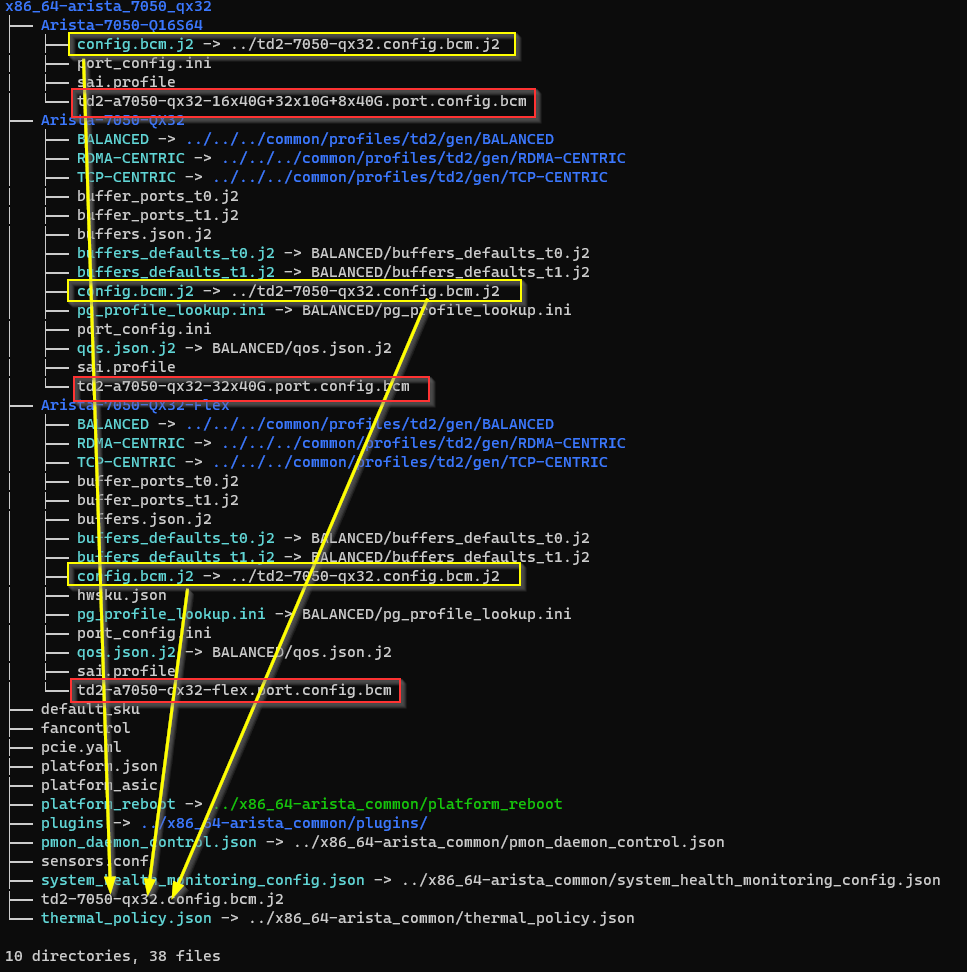 x86_64-arista_7050_qx32
├── Arista-7050-Q16S64
│   ├── config.bcm.j2 -> ../td2-7050-qx32.config.bcm.j2
│   ├── port_config.ini
│   ├── sai.profile
│   └── td2-a7050-qx32-16x40G+32x10G+8x40G.port.config.bcm
├── Arista-7050-QX32
│   ├── BALANCED -> ../../../common/profiles/td2/gen/BALANCED
│   ├── RDMA-CENTRIC -> ../../../common/profiles/td2/gen/RDMA-CENTRIC
│   ├── TCP-CENTRIC -> ../../../common/profiles/td2/gen/TCP-CENTRIC
│   ├── buffer_ports_t0.j2
│   ├── buffer_ports_t1.j2
│   ├── buffers.json.j2
│   ├── buffers_defaults_t0.j2 -> BALANCED/buffers_defaults_t0.j2
│   ├── buffers_defaults_t1.j2 -> BALANCED/buffers_defaults_t1.j2
│   ├── config.bcm.j2 -> ../td2-7050-qx32.config.bcm.j2
│   ├── pg_profile_lookup.ini -> BALANCED/pg_profile_lookup.ini
│   ├── port_config.ini
│   ├── qos.json.j2 -> BALANCED/qos.json.j2
│   ├── sai.profile
│   └── td2-a7050-qx32-32x40G.port.config.bcm
├── Arista-7050-QX32-Flex
│   ├── BALANCED -> ../../../common/profiles/td2/gen/BALANCED
│   ├── RDMA-CENTRIC -> ../../../common/profiles/td2/gen/RDMA-CENTRIC
│   ├── TCP-CENTRIC -> ../../../common/profiles/td2/gen/TCP-CENTRIC
│   ├── buffer_ports_t0.j2
│   ├── buffer_ports_t1.j2
│   ├── buffers.json.j2
│   ├── buffers_defaults_t0.j2 -> BALANCED/buffers_defaults_t0.j2
│   ├── buffers_defaults_t1.j2 -> BALANCED/buffers_defaults_t1.j2
│   ├── config.bcm.j2 -> ../td2-7050-qx32.config.bcm.j2
│   ├── hwsku.json
│   ├── pg_profile_lookup.ini -> BALANCED/pg_profile_lookup.ini
│   ├── port_config.ini
│   ├── qos.json.j2 -> BALANCED/qos.json.j2
│   ├── sai.profile
│   └── td2-a7050-qx32-flex.port.config.bcm
├── default_sku
├── fancontrol
├── pcie.yaml
├── platform.json
├── platform_asic
├── platform_reboot -> ../x86_64-arista_common/platform_reboot
├── plugins -> ../x86_64-arista_common/plugins/
├── pmon_daemon_control.json -> ../x86_64-arista_common/pmon_daemon_control.json
├── sensors.conf
├── system_health_monitoring_config.json -> ../x86_64-arista_common/system_health_monitoring_config.json
├── td2-7050-qx32.config.bcm.j2
└── thermal_policy.json -> ../x86_64-arista_common/thermal_policy.json
10 directories, 38 files